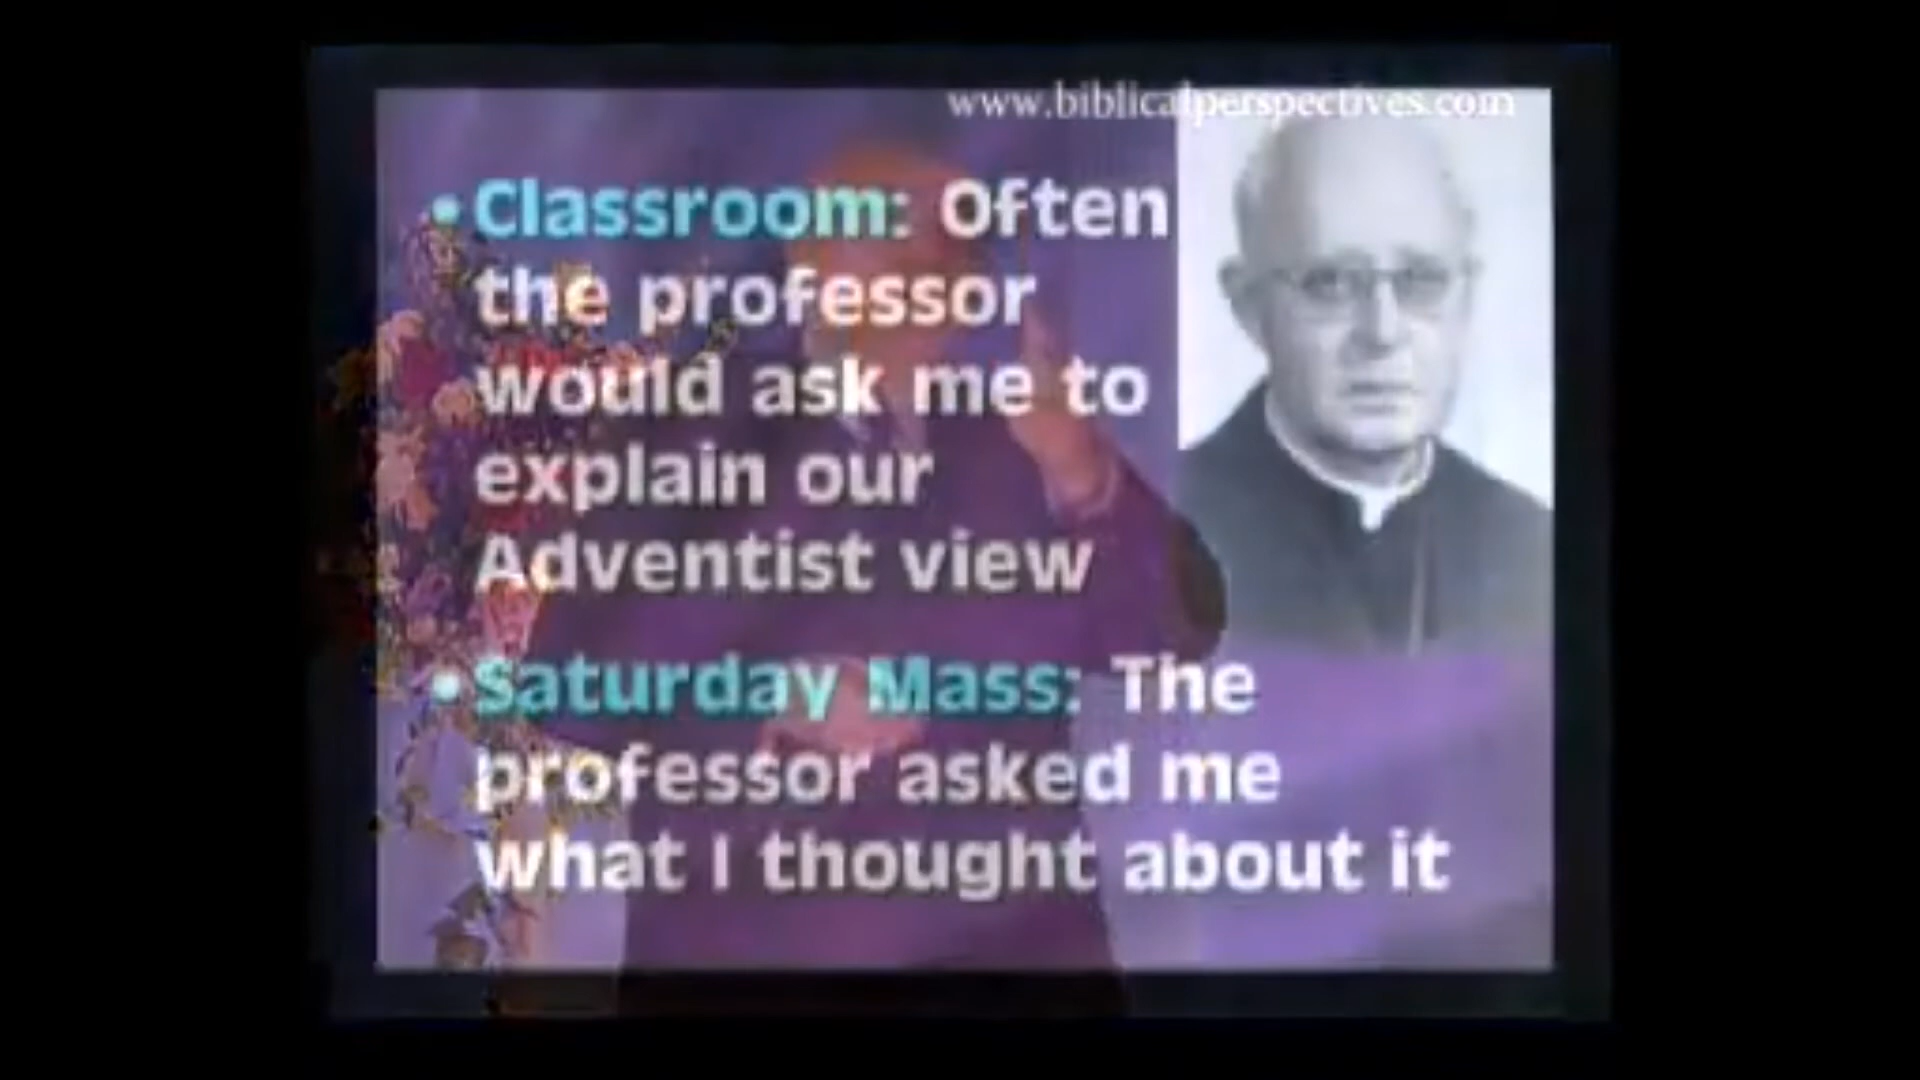 www.biblicalperspectives.com
• Classroom: Often
the professor
would ask me to
explain our
Adventist view
• Saturday Mass: The
professor asked me
what I thought about it